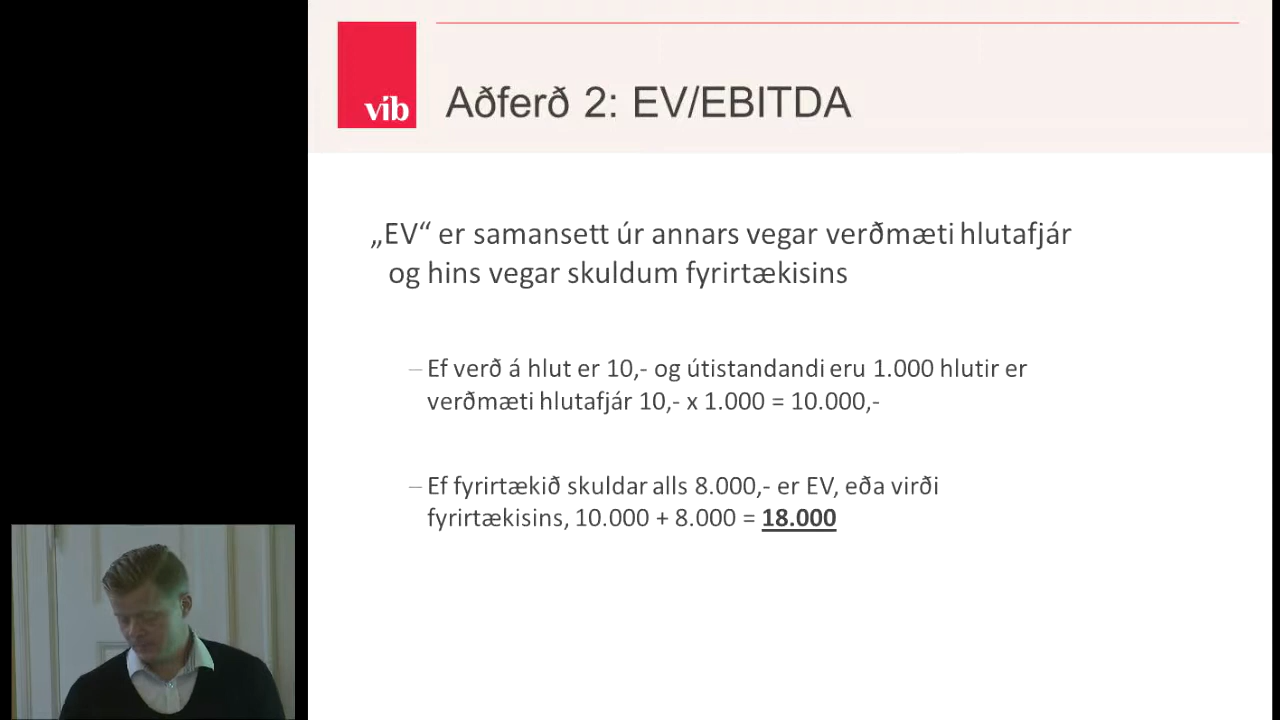 víb
Aðferð 2: EV/EBITDA
„EV“ er samansett úr annars vegar verðmæti hlutafjár
og hins vegar skuldum fyrirtækisins
– Ef verð á hlut er 10,- og útistandandi eru 1.000 hlutir er
verðmæti hlutafjár 10,- x 1.000 = 10.000,-
– Ef fyrirtækið skuldar alls 8.000,- er EV, eða virði
fyrirtækisins, 10.000 + 8.000 = 18.000